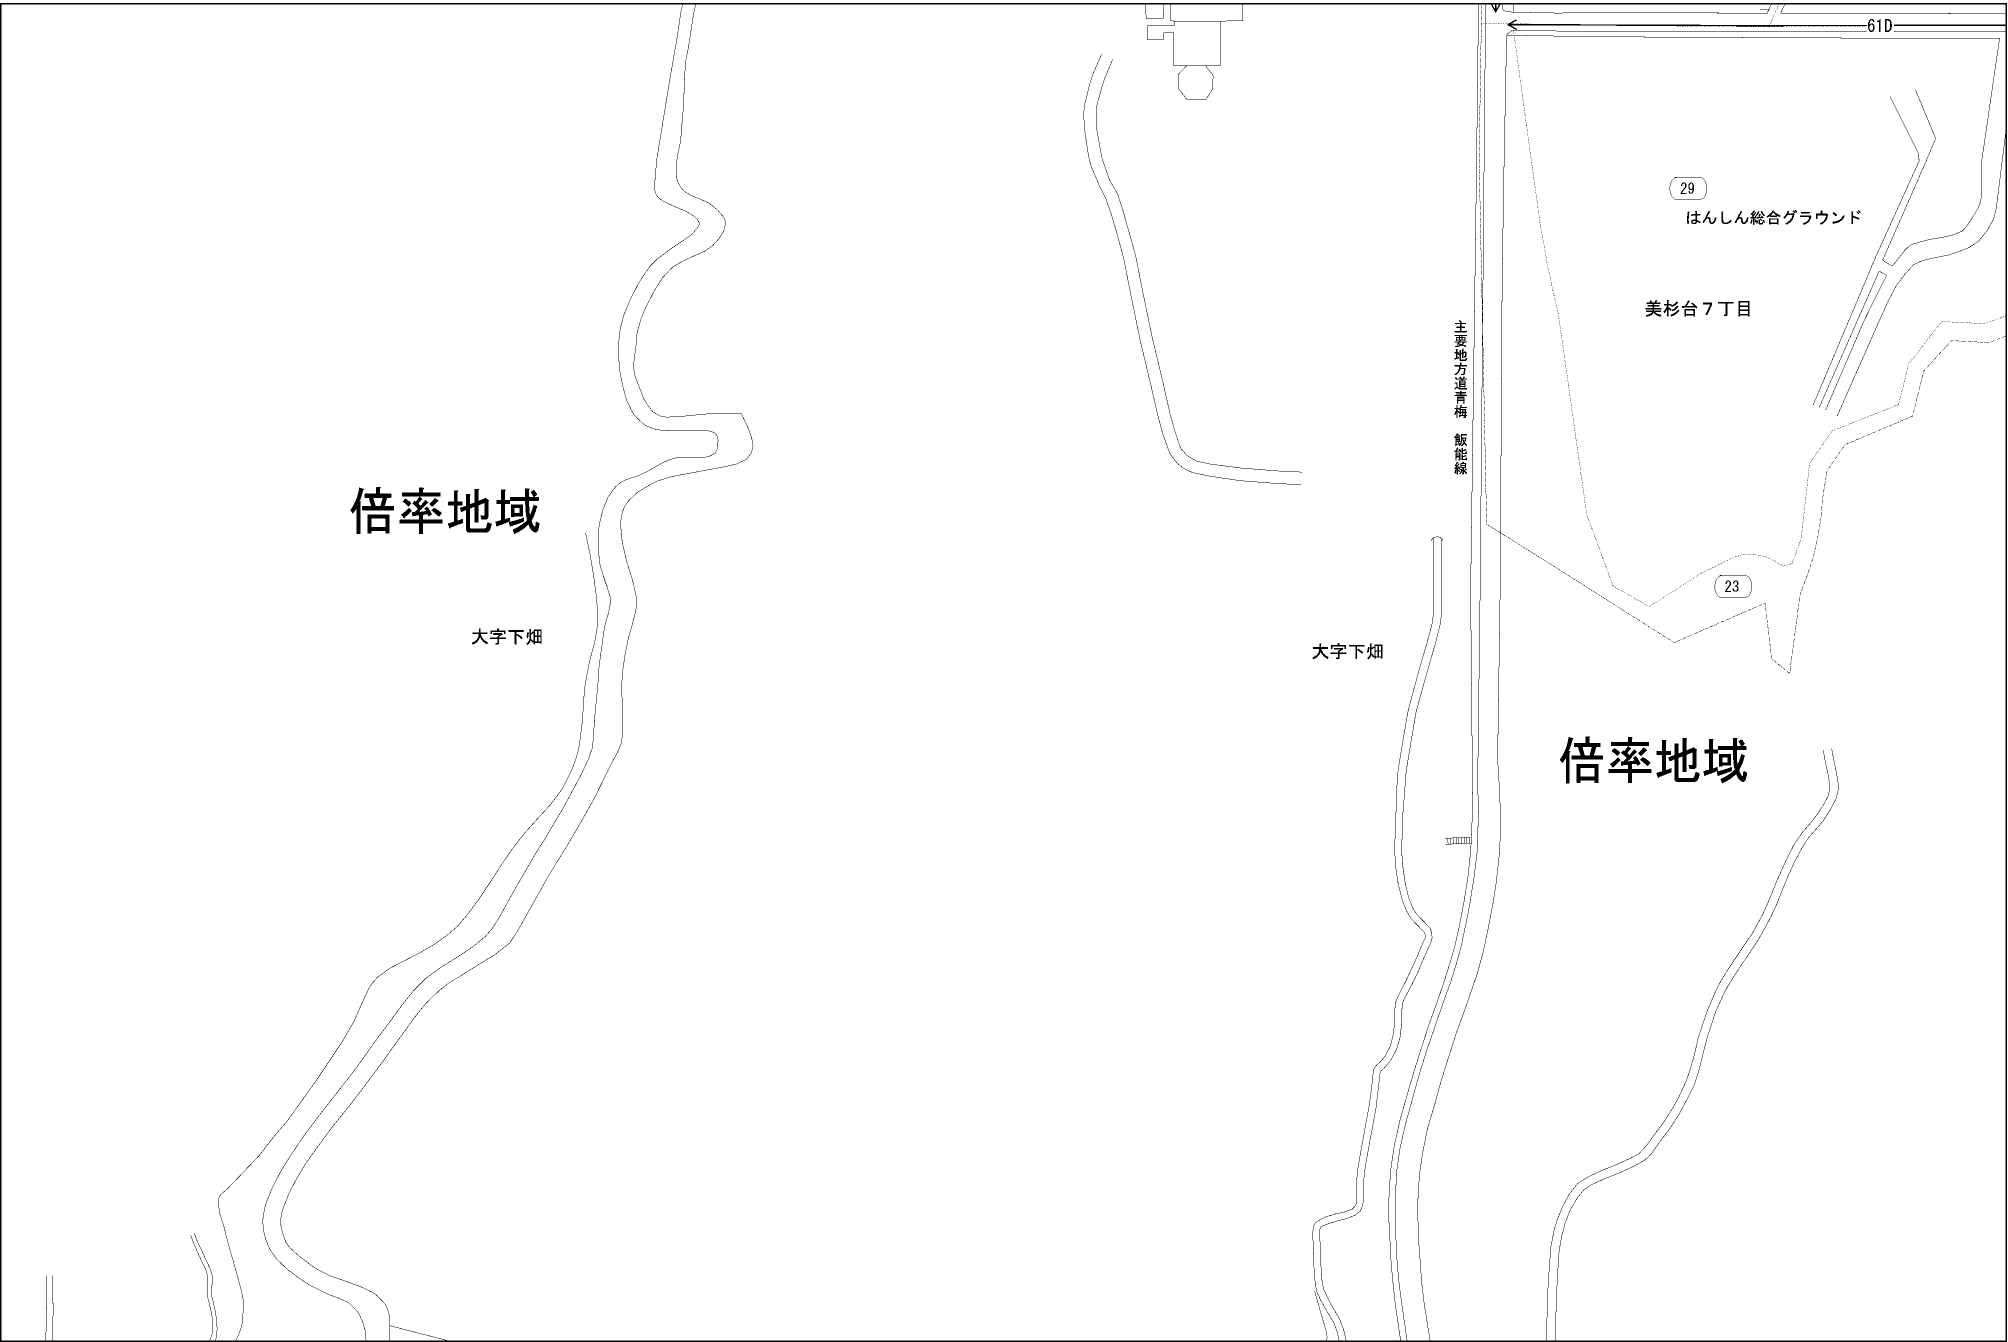 61D
29
はんしん総合グラウンド
美杉台7丁目
主要地方道青梅　飯能線
倍率地域
23
大字下畑
大字下畑
倍率地域